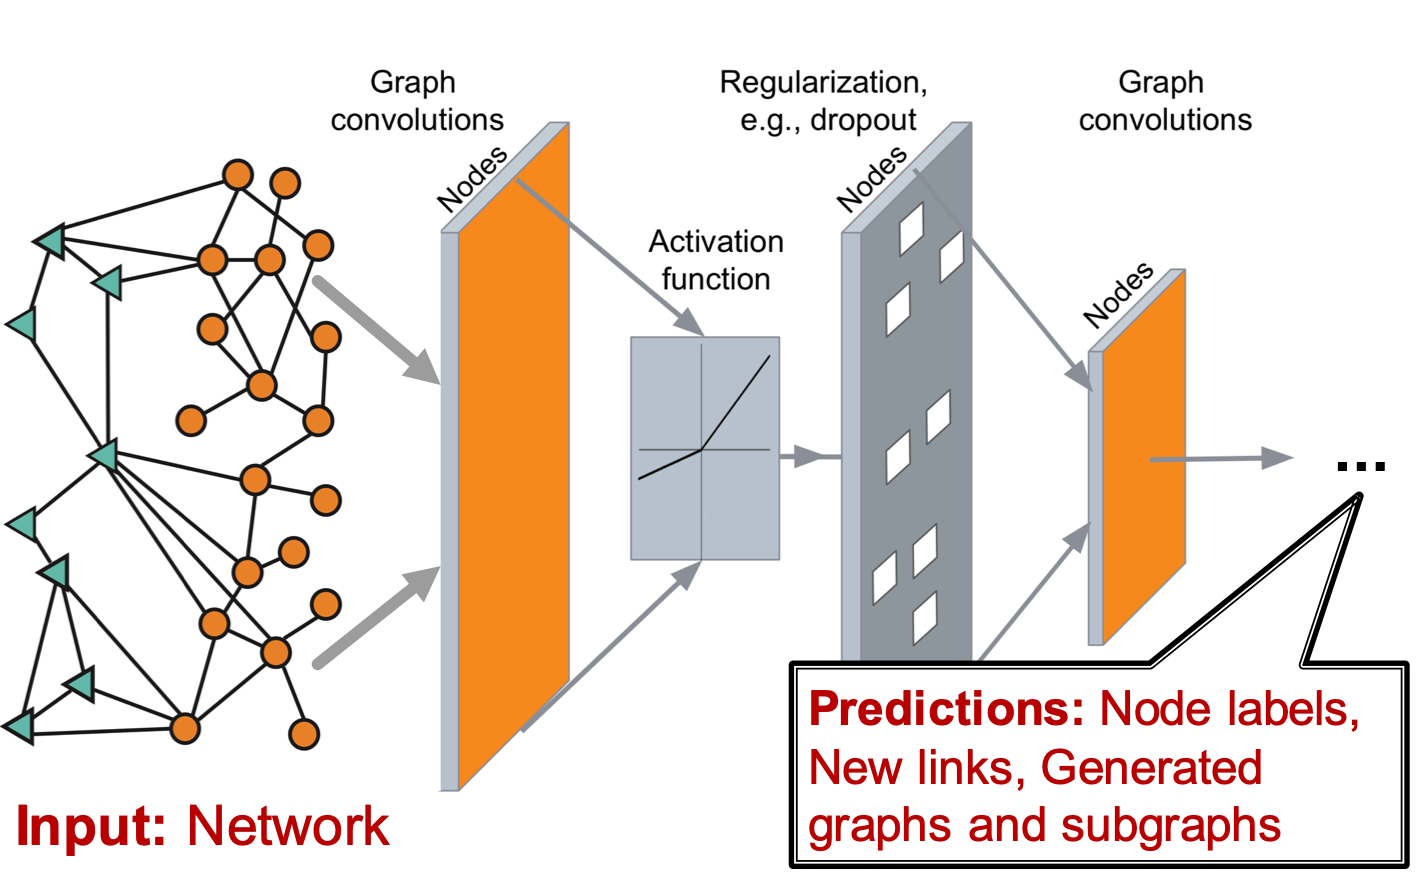 Graph
convolutions
Regularization,
e.g., dropout
Graph
convolutions
Nodes
Nodes
Activation
function
Nodes
...
Predictions: Node labels,
New links, Generated
graphs and subgraphs
Input: Network